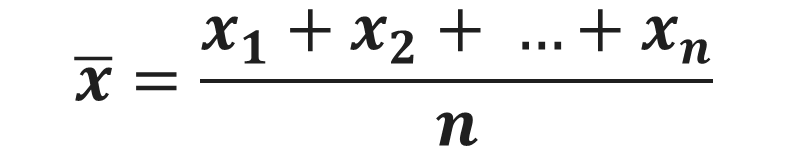 x̅ = (x₁ + x₂ + … + xₙ) / n